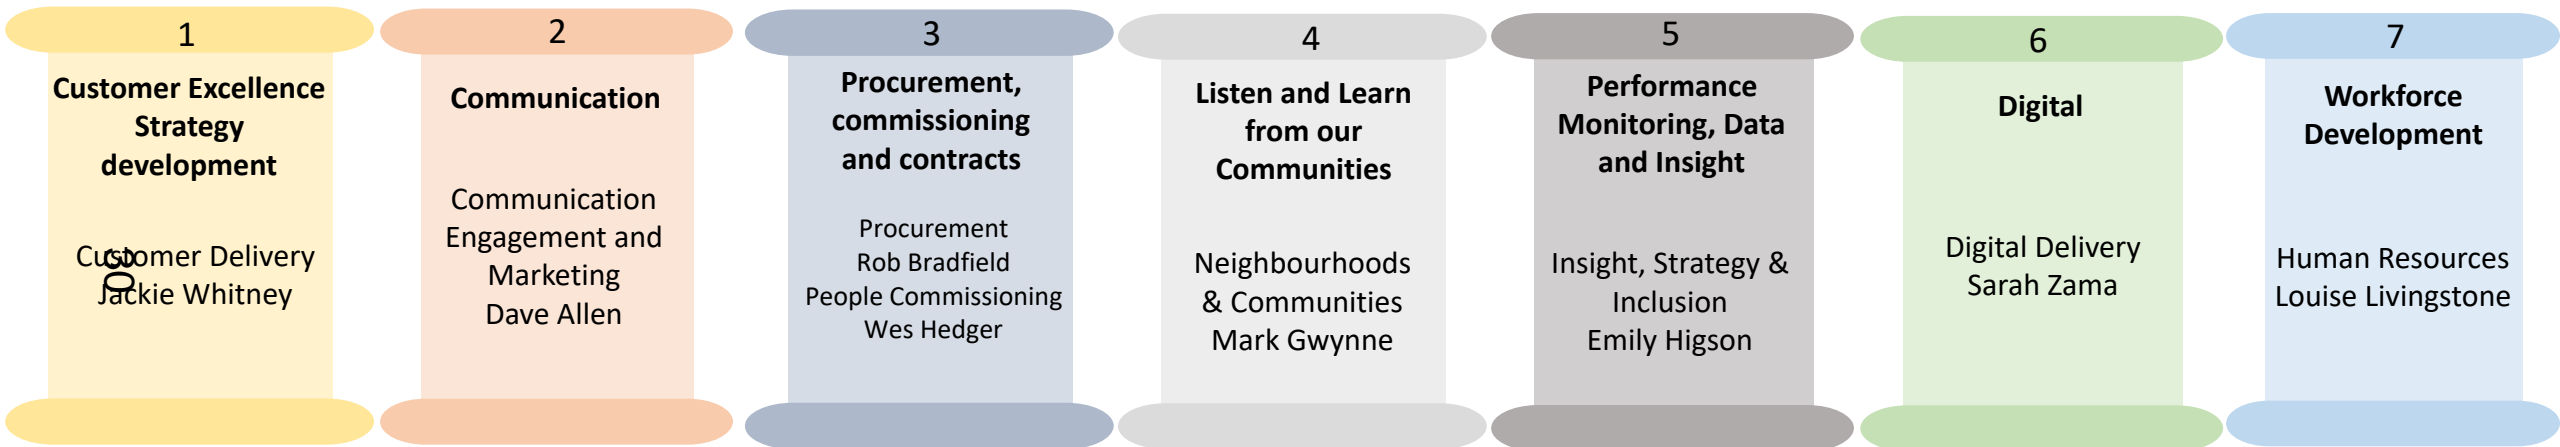 1
Customer Excellence
Strategy
development
Customer Delivery
Jackie Whitney
30
2
Communication
Communication
Engagement and
Marketing
Dave Allen
3
Procurement,
commissioning
and contracts
Procurement
Rob Bradfield
People Commissioning
Wes Hedger
4
Listen and Learn
from our
Communities
Neighbourhoods
& Communities
Mark Gwynne
5
Performance
Monitoring, Data
and Insight
Insight, Strategy &
Inclusion
Emily Higson
6
Digital
Digital Delivery
Sarah Zama
7
Workforce
Development
Human Resources
Louise Livingstone